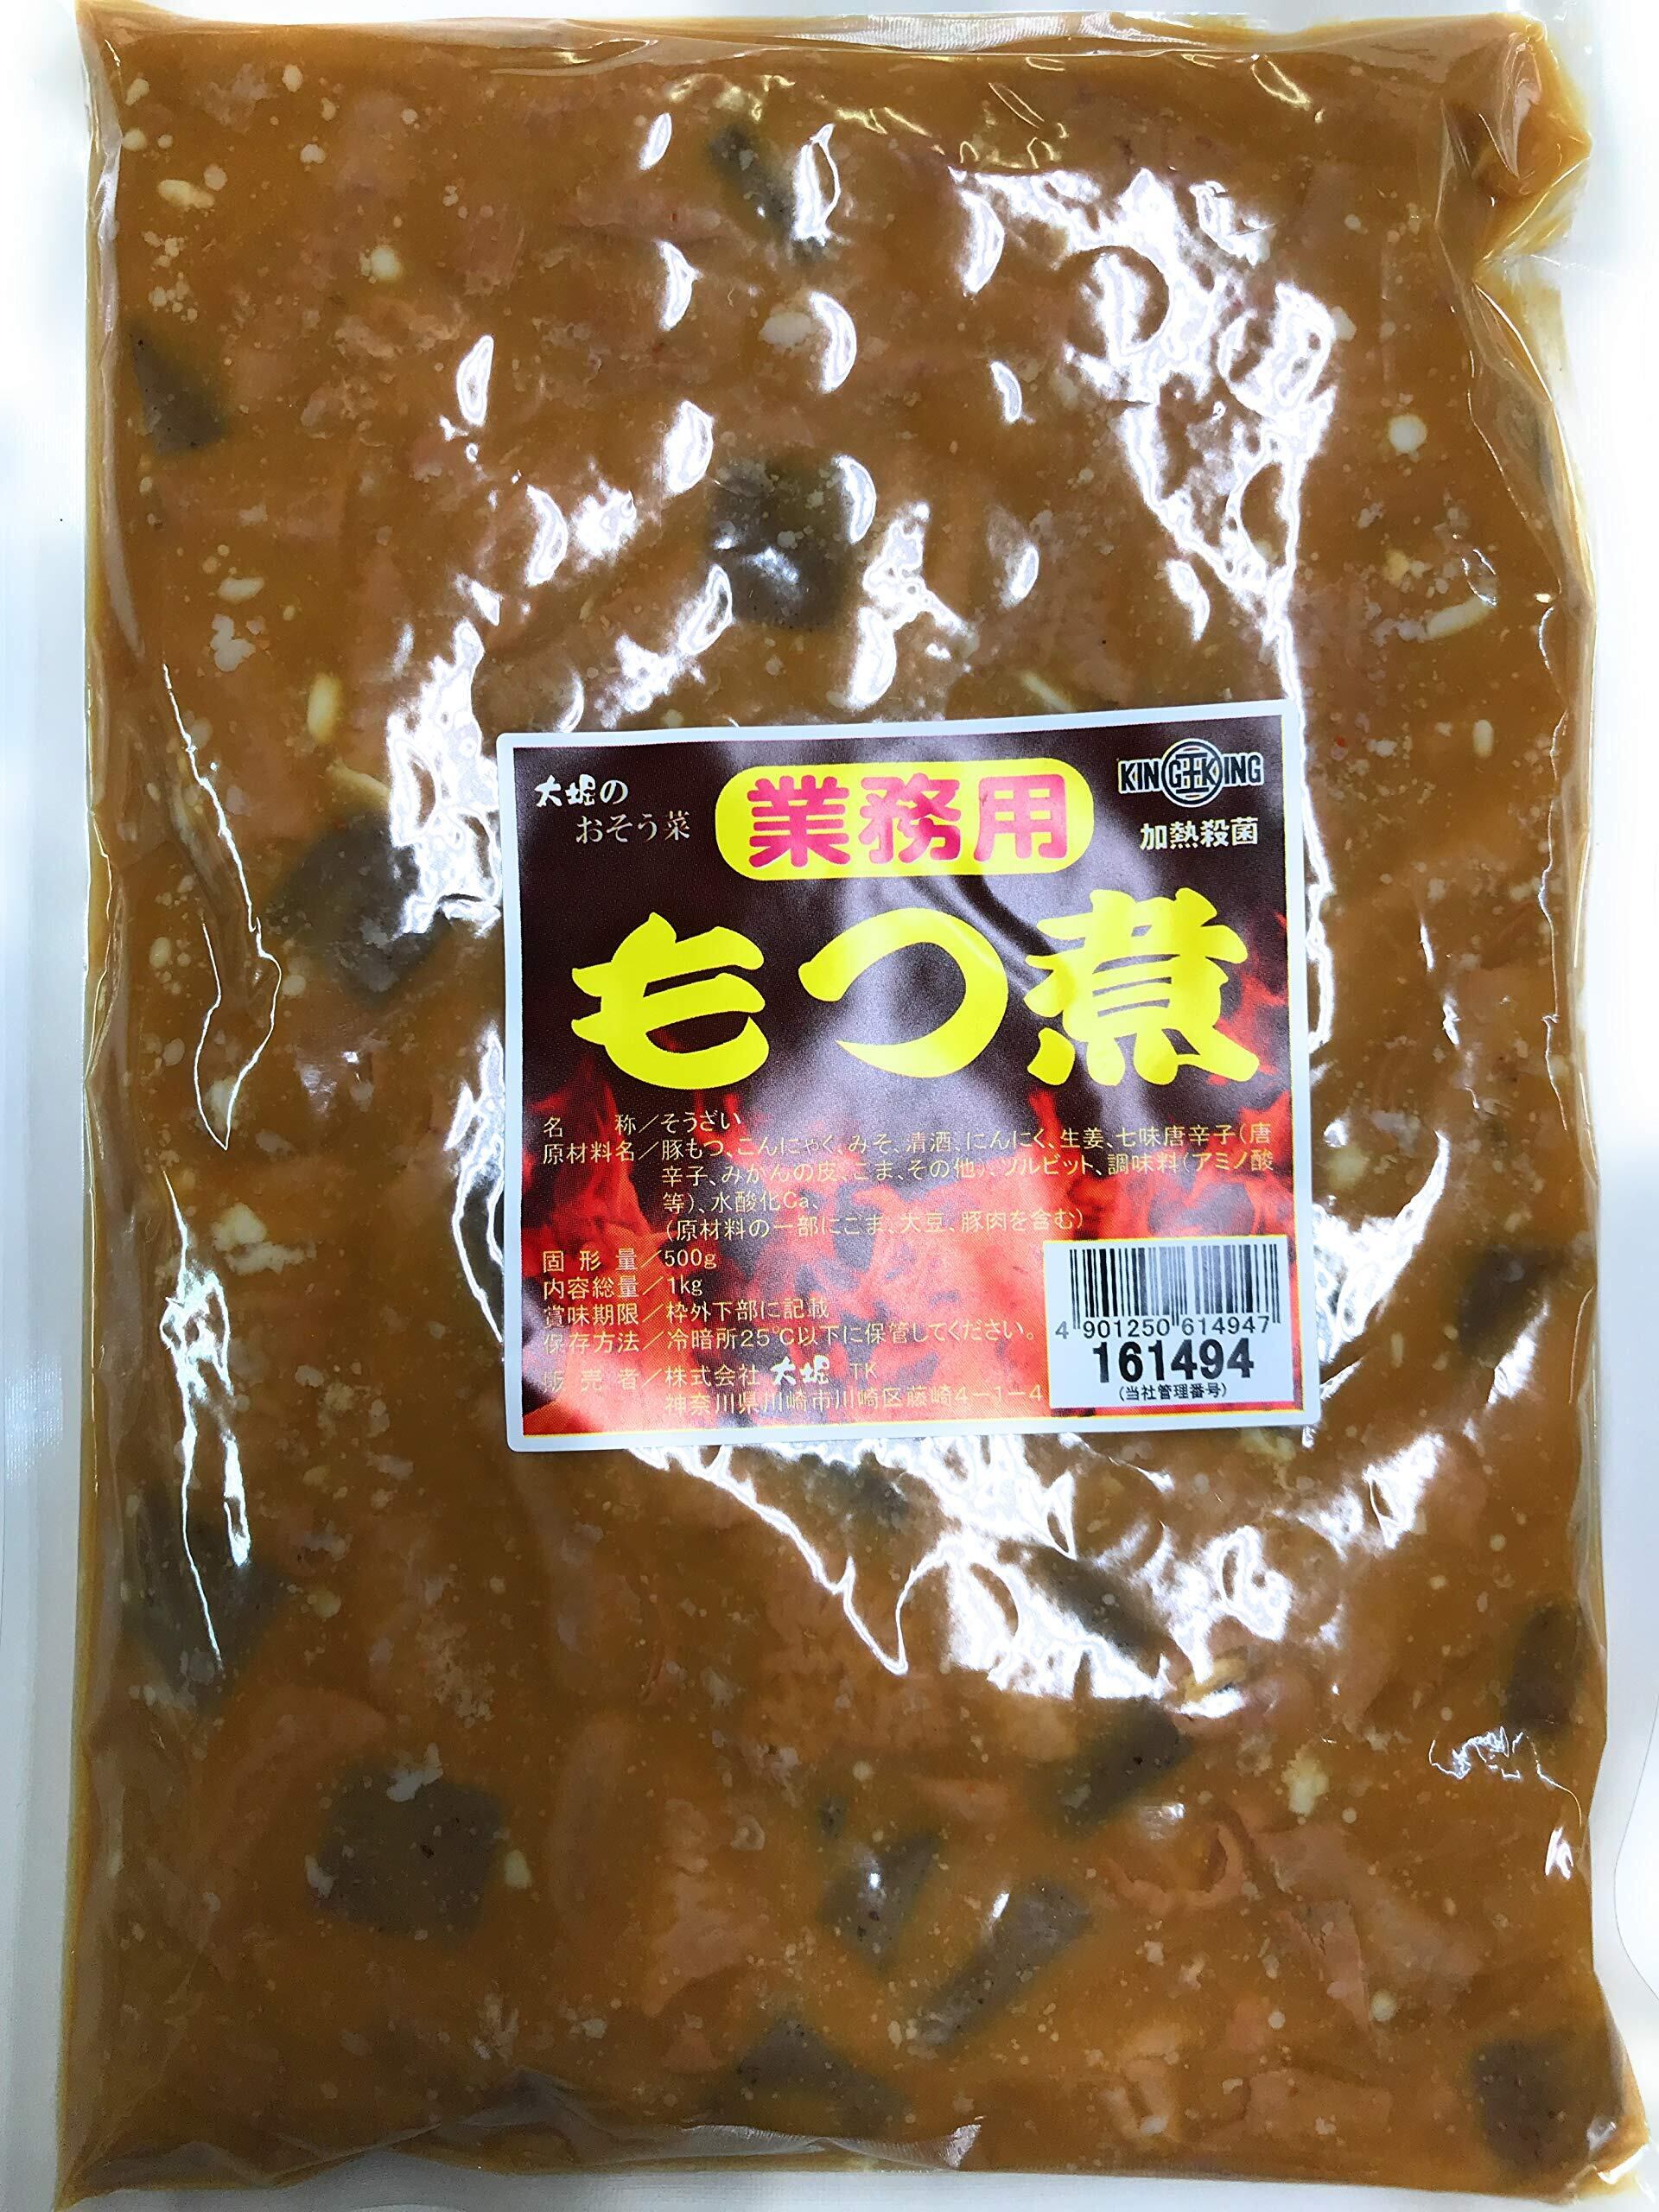 大堀の
おそう菜
業務用
KING 王 KING
加熱殺菌
もつ煮
名 称／そうざい
原材料名／豚もつ、こんにゃく、みそ、清酒、にんにく、生姜、七味唐辛子(唐
辛子、みかんの皮、ごま、その他)、ソルビット、調味料(アミノ酸
等)、水酸化Ca、
(原材料の一部にごま、大豆、豚肉を含む)
固形量／500g
内容総量／1kg
賞味期限／枠外下部に記載
保存方法／冷暗所25℃以下に保管してください。
販売者／株式会社 大堀 TK
神奈川県川崎市川崎区藤崎4－1－4
4 901250 614947
161494
(当社管理番号)